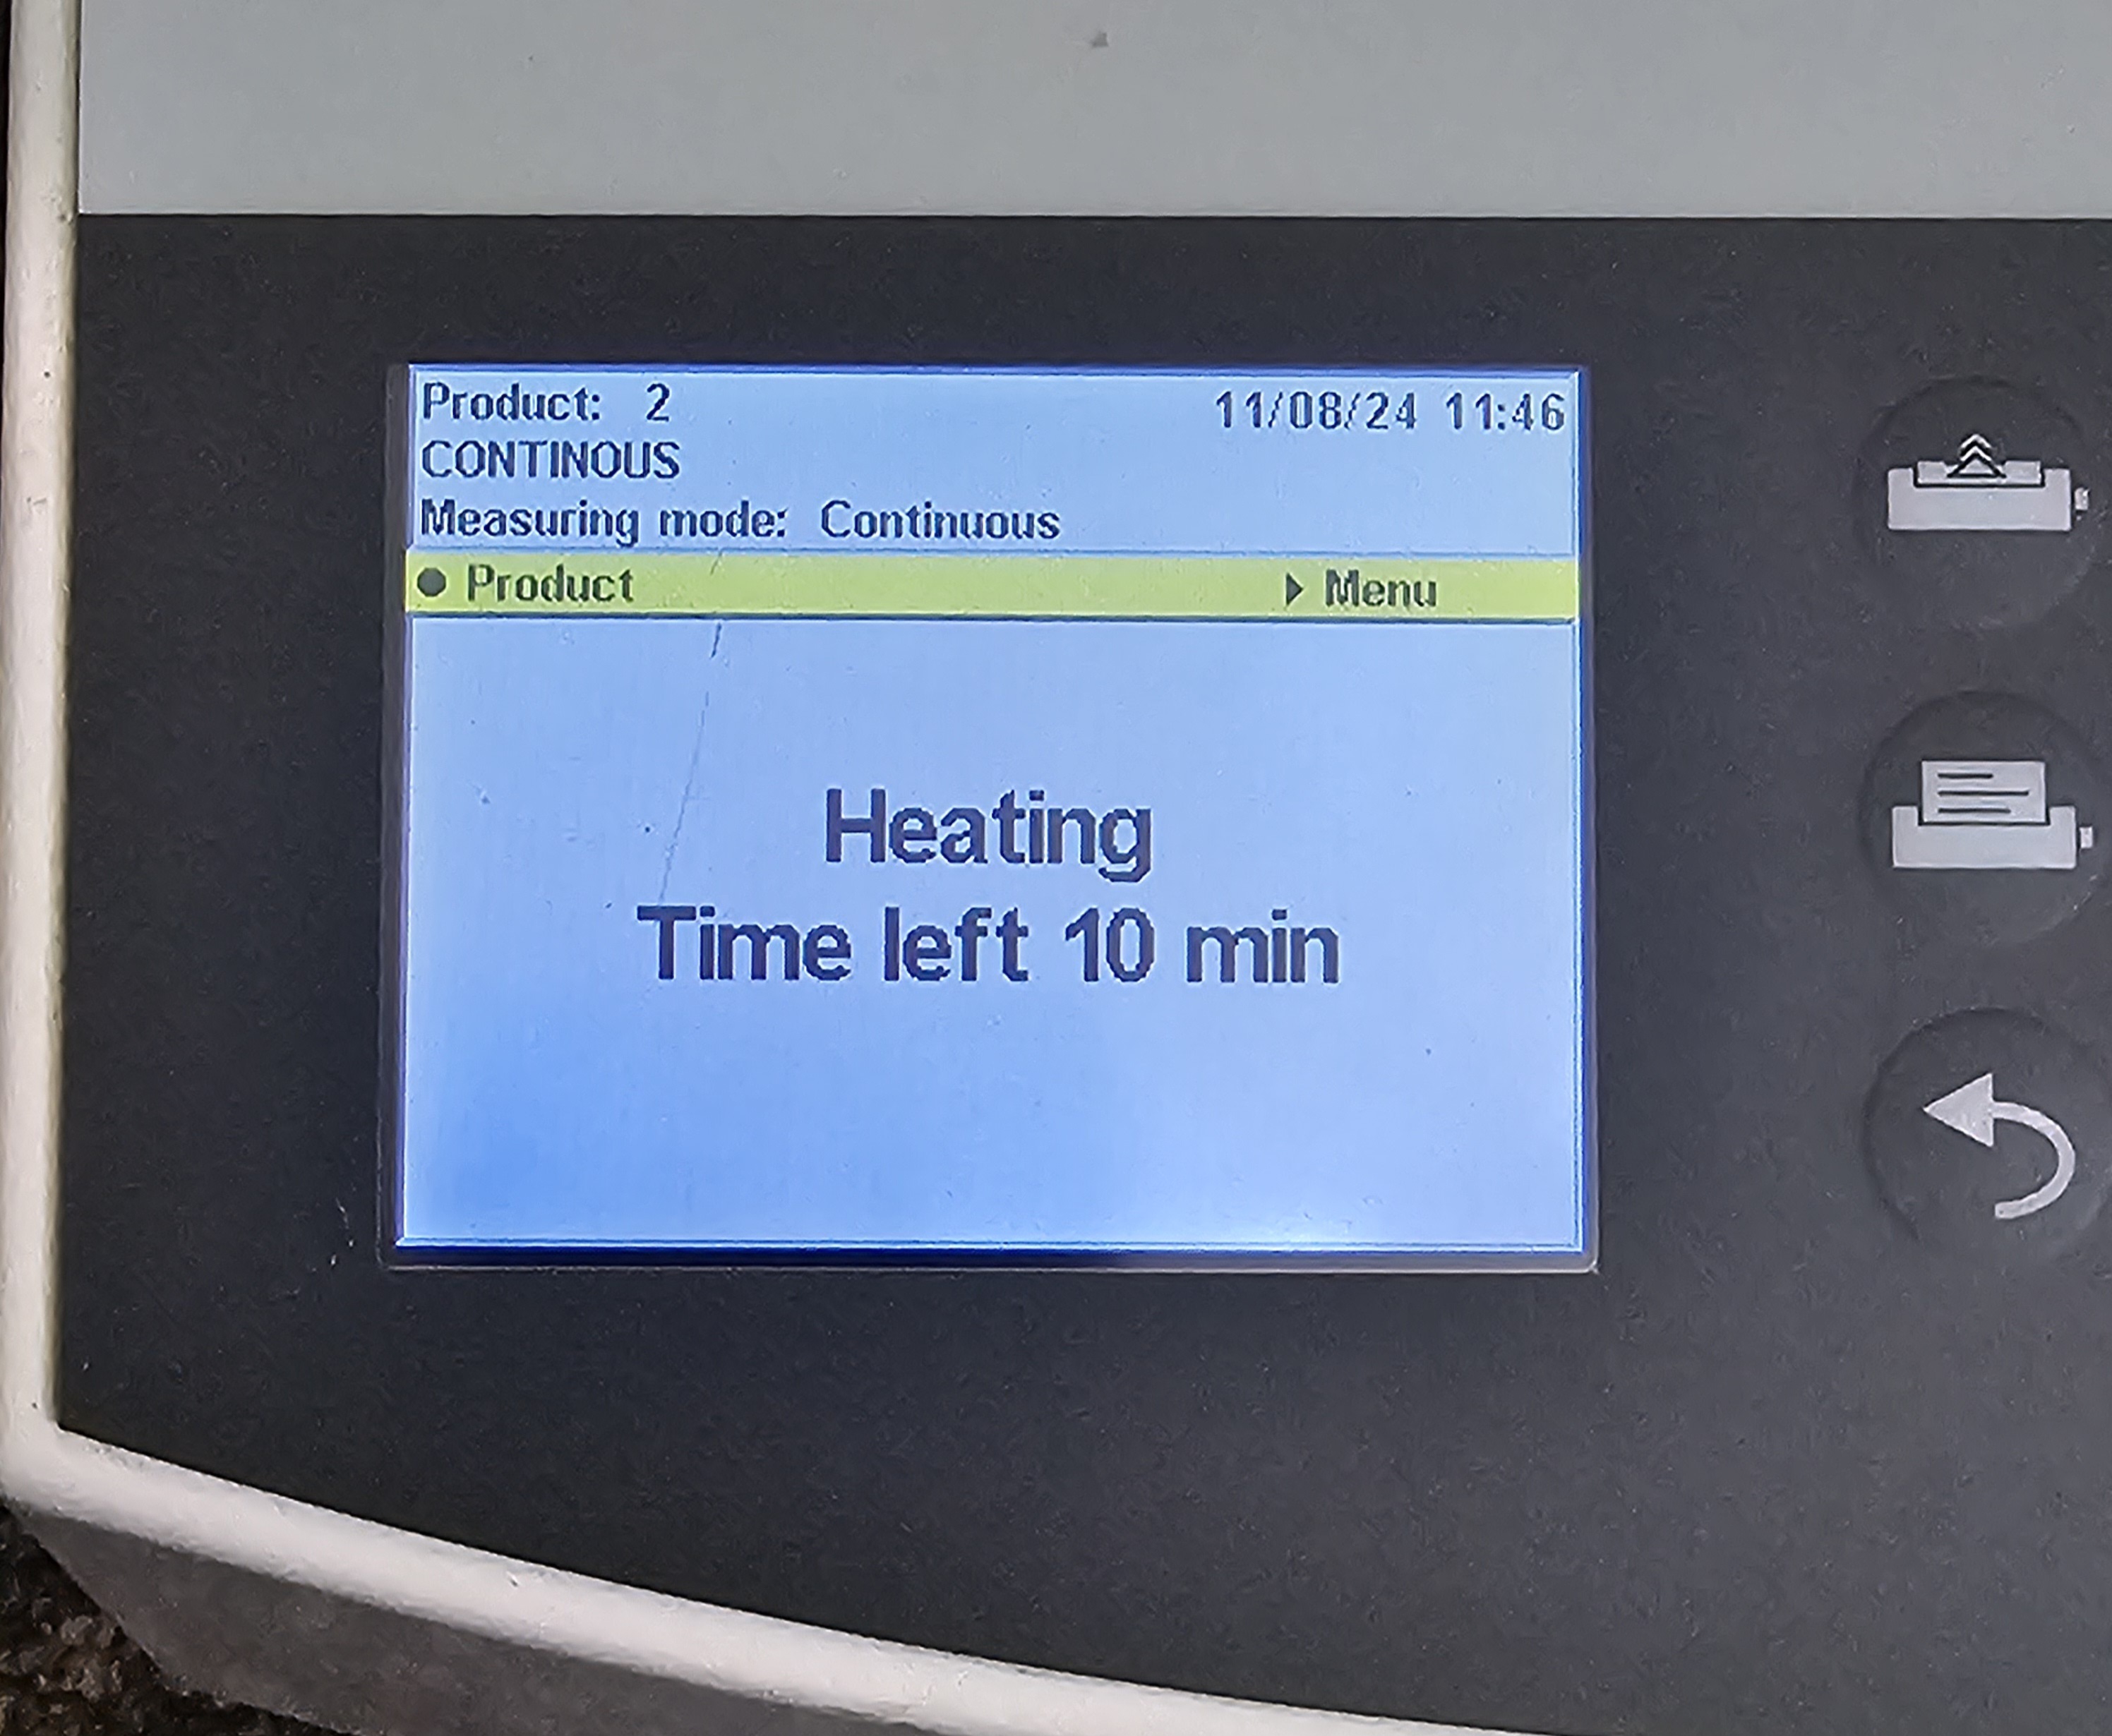 Product: 2 11/08/24 11:46
CONTINOUS
Measuring mode: Continuous
Product Menu
Heating
Time left 10 min